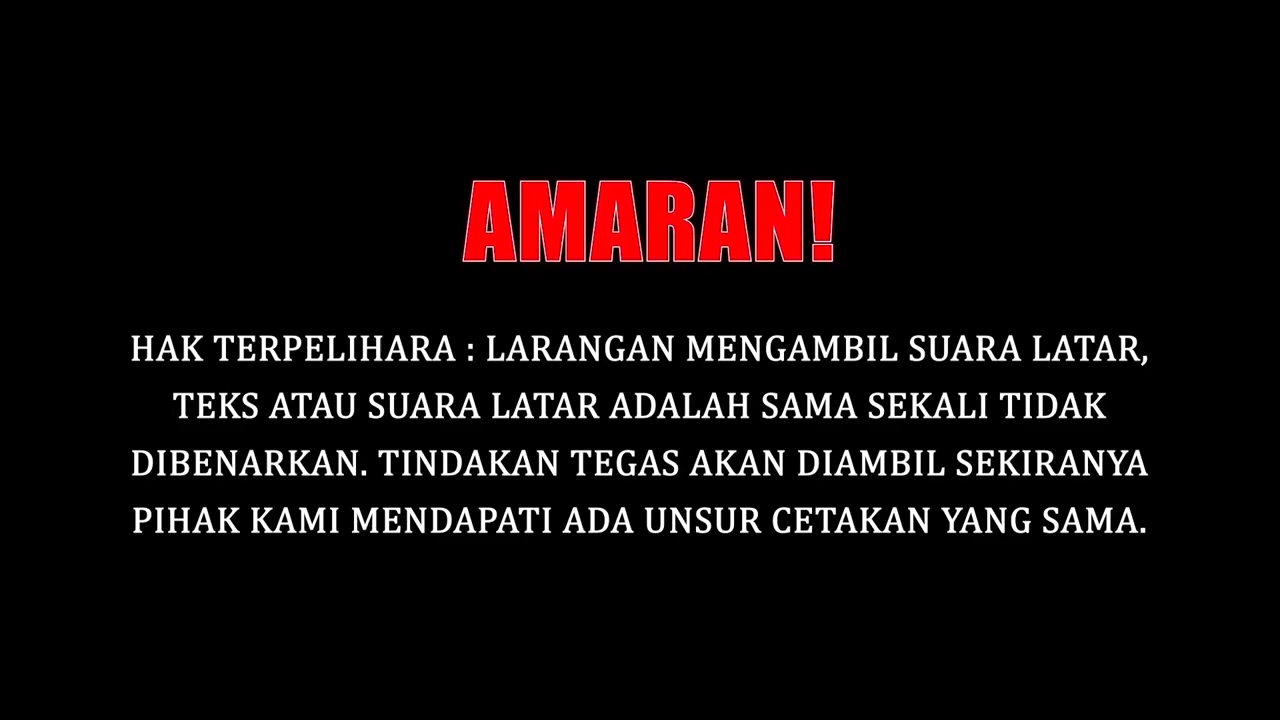 AMARAN!
HAK TERPELIHARA : LARANGAN MENGAMBIL SUARA LATAR,
TEKS ATAU SUARA LATAR ADALAH SAMA SEKALI TIDAK
DIBENARKAN. TINDAKAN TEGAS AKAN DIAMBIL SEKIRANYA
PIHAK KAMI MENDAPATI ADA UNSUR CETAKAN YANG SAMA.